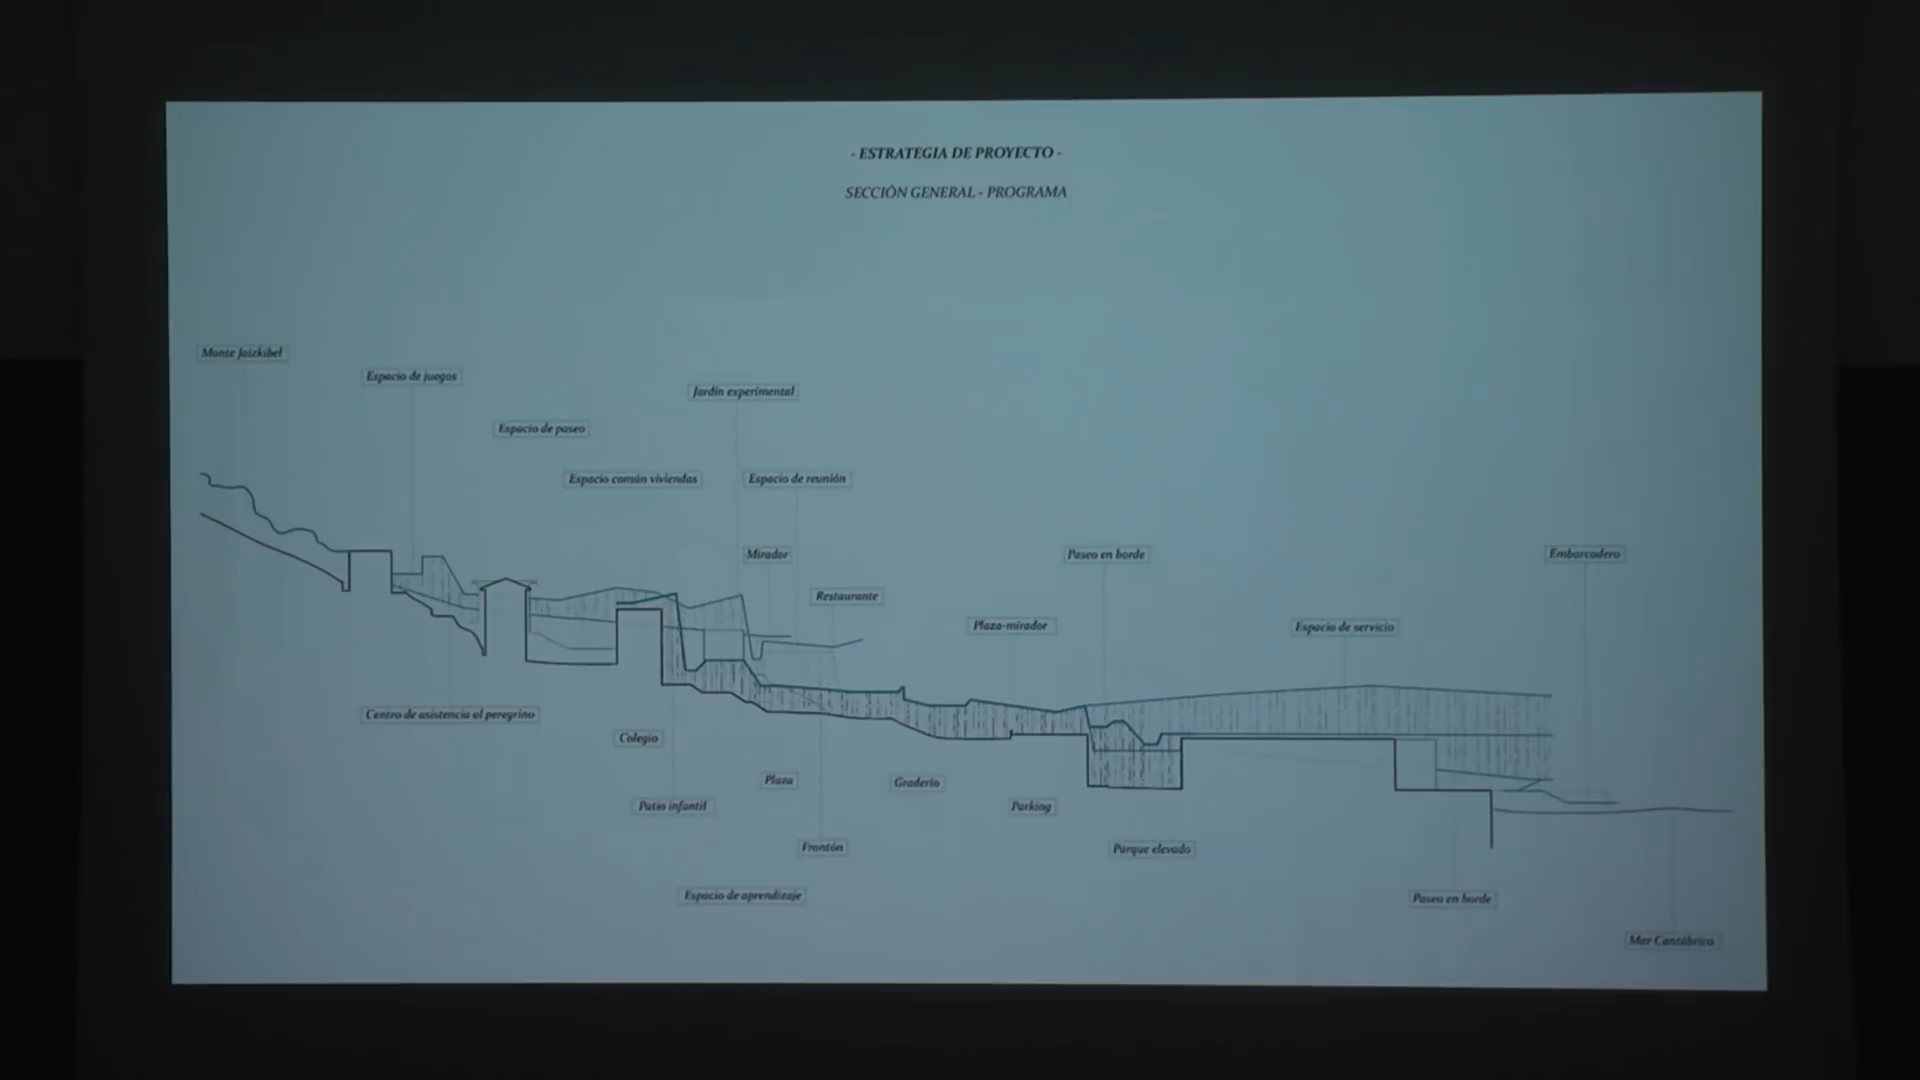 - ESTRATEGIA DE PROYECTO -
SECCIÓN GENERAL - PROGRAMA
Monte Jaizkibel
Espacio de juegos
Jardín experimental
Espacio de paseo
Espacio común viviendas
Espacio de reunión
Mirador
Paseo en borde
Embarcadero
Restaurante
Plaza-mirador
Espacio de servicio
Centro de asistencia al peregrino
Colegio
Plaza
Graderío
Patio infantil
Parking
Frontón
Parque elevado
Espacio de aprendizaje
Paseo en borde
Mar Cantábrico